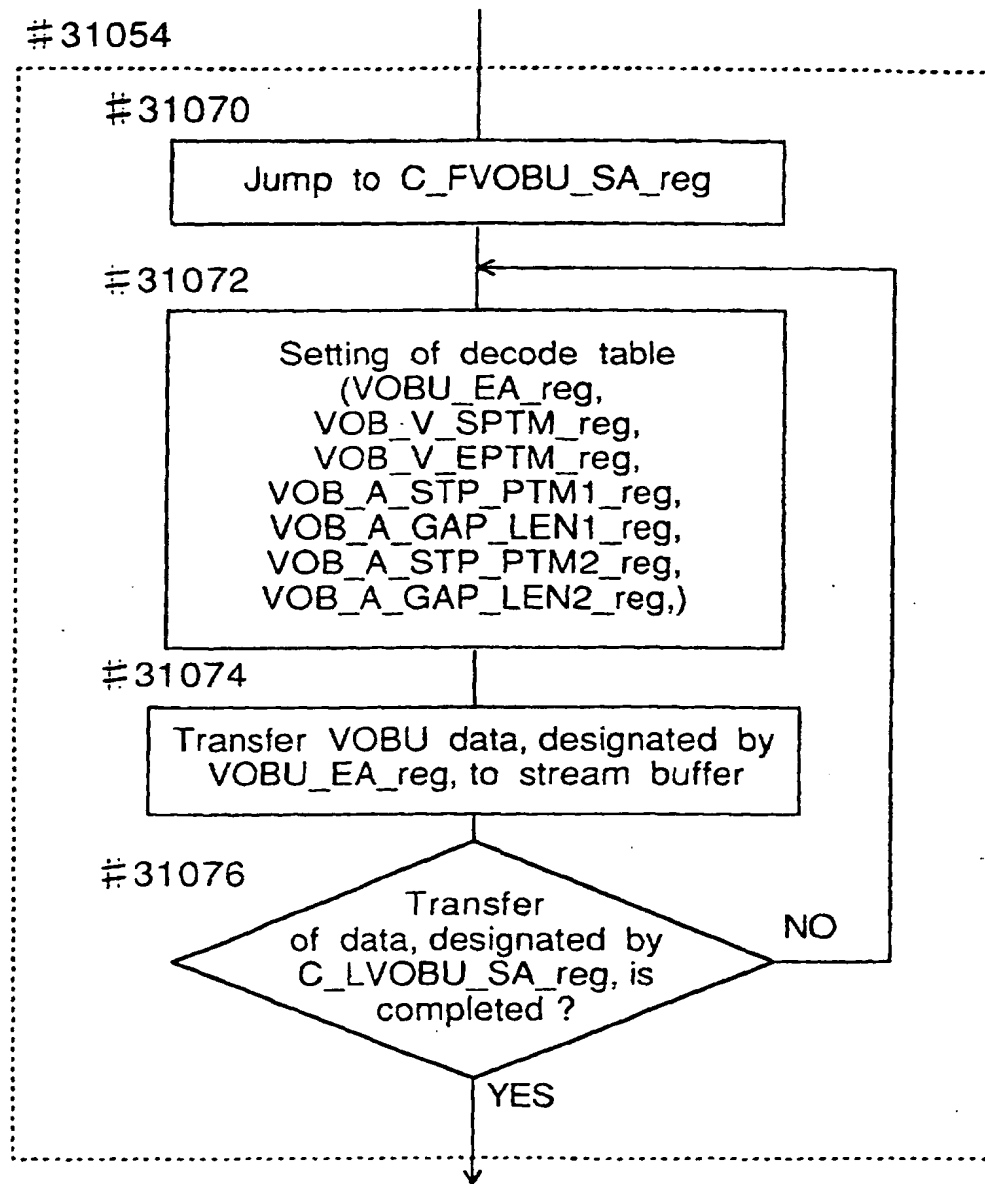 #31054
#31070
Jump to C_FVOBU_SA_reg
#31072
Setting of decode table
(VOBU_EA_reg,
VOB_V_SPTM_reg,
VOB_V_EPTM_reg,
VOB_A_STP_PTM1_reg,
VOB_A_GAP_LEN1_reg,
VOB_A_STP_PTM2_reg,
VOB_A_GAP_LEN2_reg,)
#31074
Transfer VOBU data, designated by
VOBU_EA_reg, to stream buffer
#31076
Transfer
of data, designated by
C_LVOBU_SA_reg, is
completed ?
NO
YES